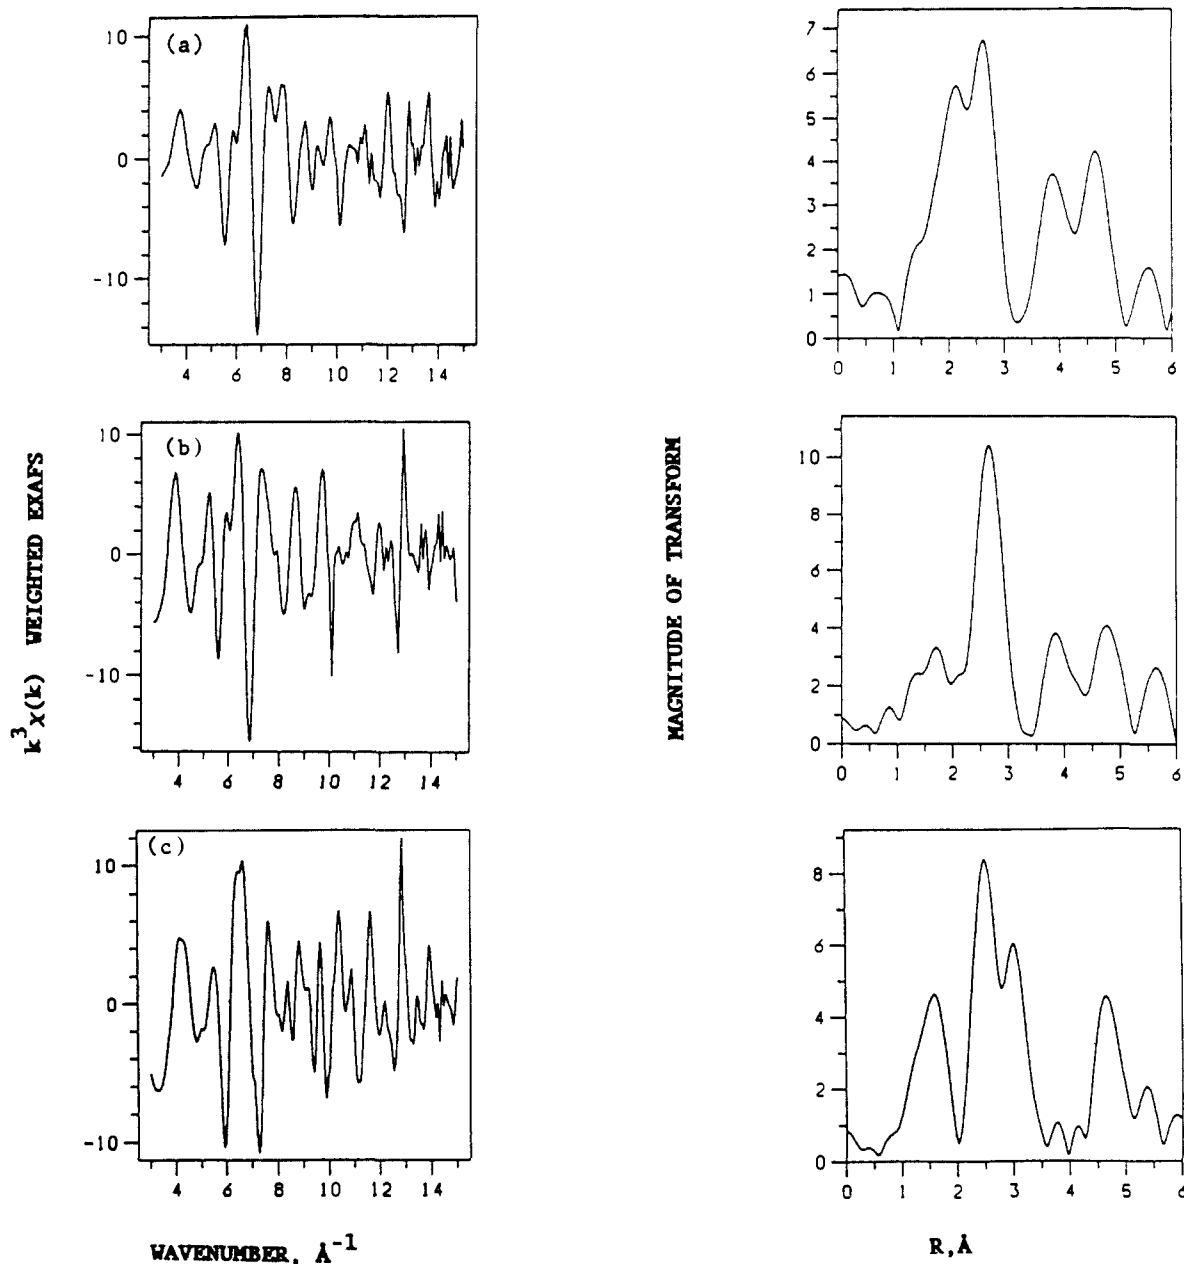 (a)
10
0
-10
4 6 8 10 12 14
7
6
5
4
3
2
1
0
0 1 2 3 4 5 6
(b)
10
0
-10
4 6 8 10 12 14
10
8
6
4
2
0
0 1 2 3 4 5 6
(c)
10
0
-10
4 6 8 10 12 14
8
6
4
2
0
0 1 2 3 4 5 6
k³χ(k) WEIGHTED EXAFS
MAGNITUDE OF TRANSFORM
WAVENUMBER, Å⁻¹
R,Å